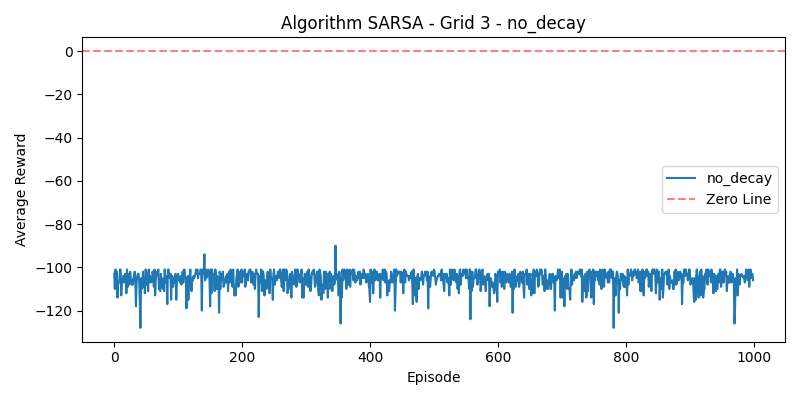 Algorithm SARSA - Grid 3 - no_decay
Average Reward
0
−20
−40
−60
−80
−100
−120
no_decay
Zero Line
0
200
400
600
800
1000
Episode